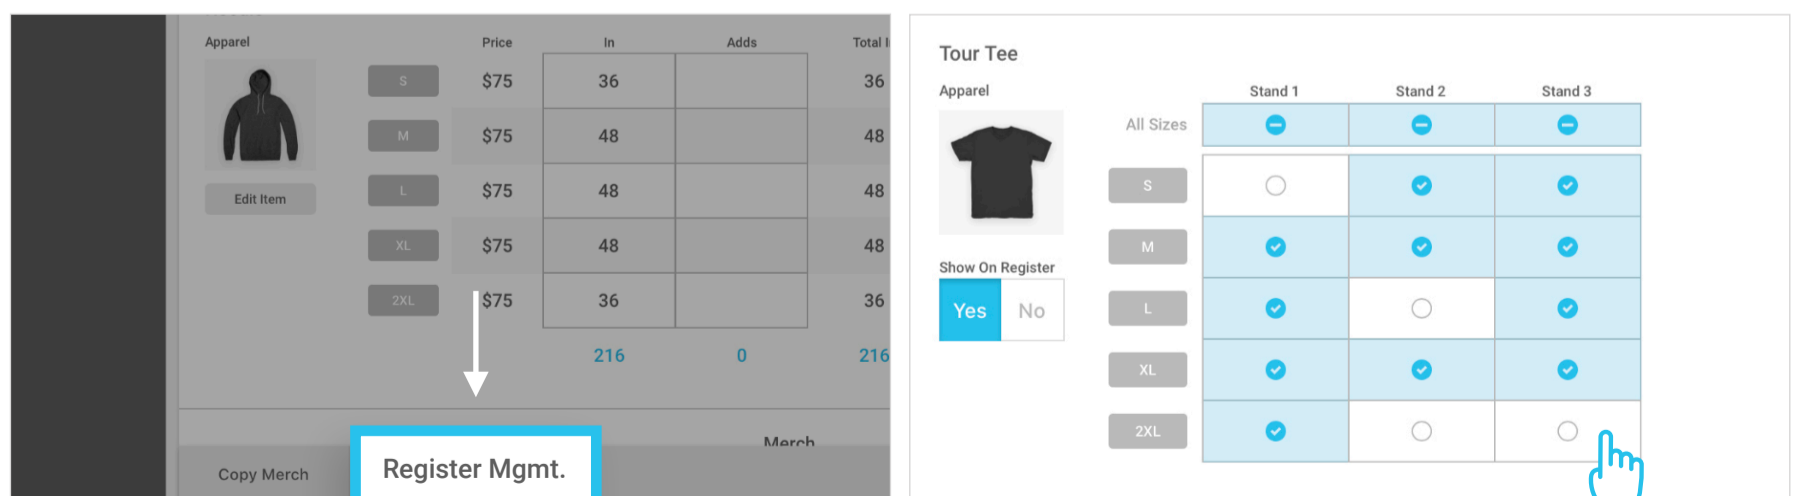 Apparel Price In Adds Total I
S $75 36 36
M $75 48 48
Edit Item L $75 48 48
XL $75 48 48
2XL $75 36 36
216 0 216
Merch
Copy Merch Register Mgmt.
Tour Tee
Apparel Stand 1 Stand 2 Stand 3
All Sizes
S
M
Show On Register
Yes No L
XL
2XL